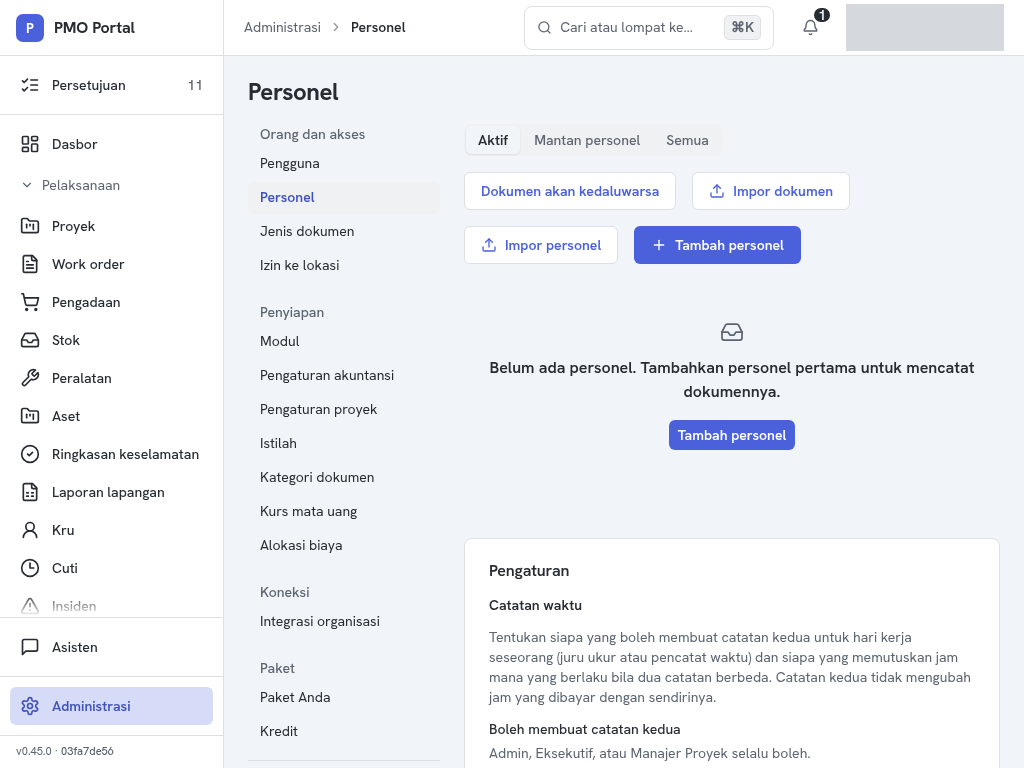 P PMO Portal
Persetujuan 11
Dasbor
Pelaksanaan
Proyek
Work order
Pengadaan
Stok
Peralatan
Aset
Ringkasan keselamatan
Laporan lapangan
Kru
Cuti
Insiden
Asisten
Administrasi
v0.45.0 · 03fa7de56
Administrasi Personel
Cari atau lompat ke… ⌘K
1
Personel
Orang dan akses
Pengguna
Personel
Jenis dokumen
Izin ke lokasi
Penyiapan
Modul
Pengaturan akuntansi
Pengaturan proyek
Istilah
Kategori dokumen
Kurs mata uang
Alokasi biaya
Koneksi
Integrasi organisasi
Paket
Paket Anda
Kredit
Aktif Mantan personel Semua
Dokumen akan kedaluwarsa Impor dokumen
Impor personel Tambah personel
Belum ada personel. Tambahkan personel pertama untuk mencatat
dokumennya.
Tambah personel
Pengaturan
Catatan waktu
Tentukan siapa yang boleh membuat catatan kedua untuk hari kerja
seseorang (juru ukur atau pencatat waktu) dan siapa yang memutuskan jam
mana yang berlaku bila dua catatan berbeda. Catatan kedua tidak mengubah
jam yang dibayar dengan sendirinya.
Boleh membuat catatan kedua
Admin, Eksekutif, atau Manajer Proyek selalu boleh.